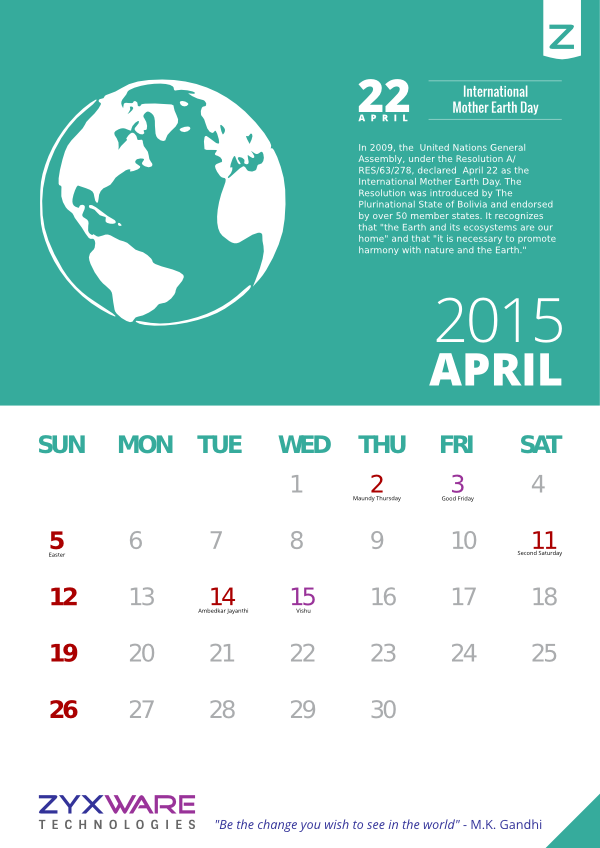 Z
22
APRIL
International
Mother Earth Day
In 2009, the  United Nations General
Assembly, under the Resolution A/
RES/63/278, declared  April 22 as the
International Mother Earth Day. The
Resolution was introduced by The
Plurinational State of Bolivia and endorsed
by over 50 member states. It recognizes
that "the Earth and its ecosystems are our
home" and that "it is necessary to promote
harmony with nature and the Earth."
2015
APRIL
SUN MON TUE WED THU FRI SAT
1 2 3 4
Maundy Thursday Good Friday
5 6 7 8 9 10 11
Easter Second Saturday
12 13 14 15 16 17 18
Ambedkar Jayanthi Vishu
19 20 21 22 23 24 25
26 27 28 29 30
ZYXWARE
TECHNOLOGIES
"Be the change you wish to see in the world" - M.K. Gandhi